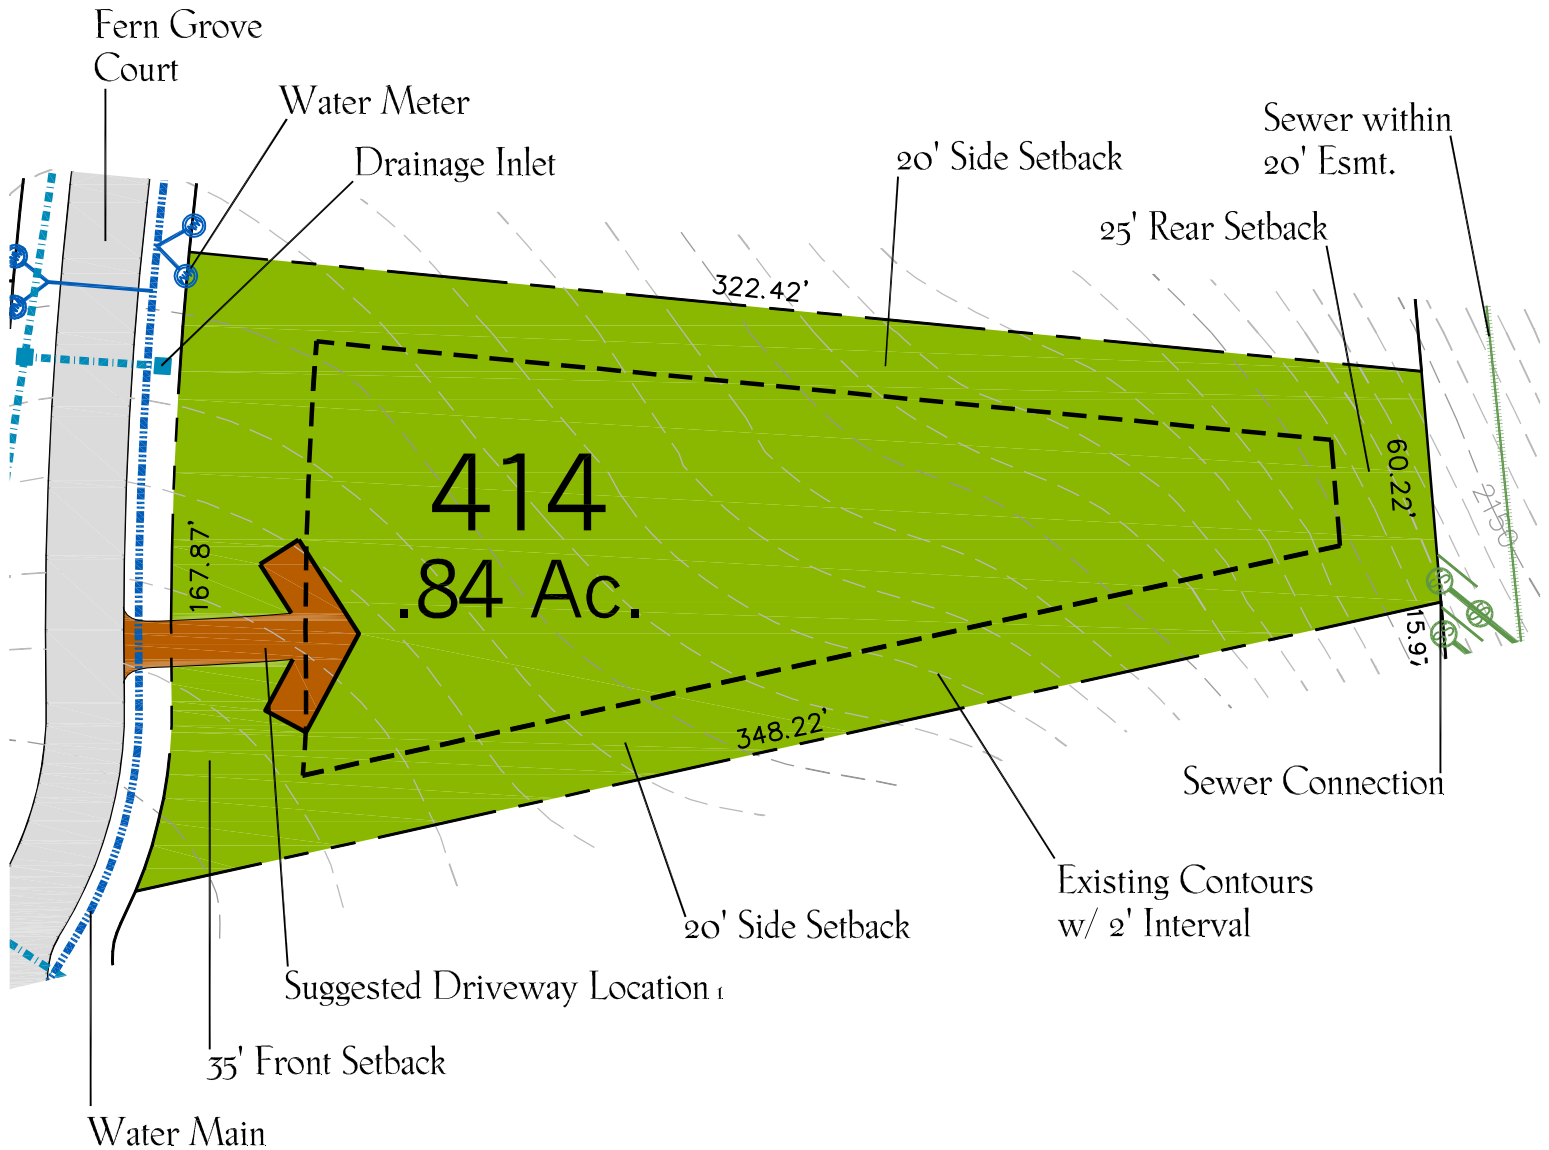 Fern Grove
Court
Water Meter
Drainage Inlet
20' Side Setback
Sewer within
20' Esmt.
25' Rear Setback
322.42'
60.22'
2150
414
.84 Ac.
167.87'
15.9'
348.22'
Sewer Connection
Existing Contours
w/ 2' Interval
20' Side Setback
Suggested Driveway Location 1
35' Front Setback
Water Main